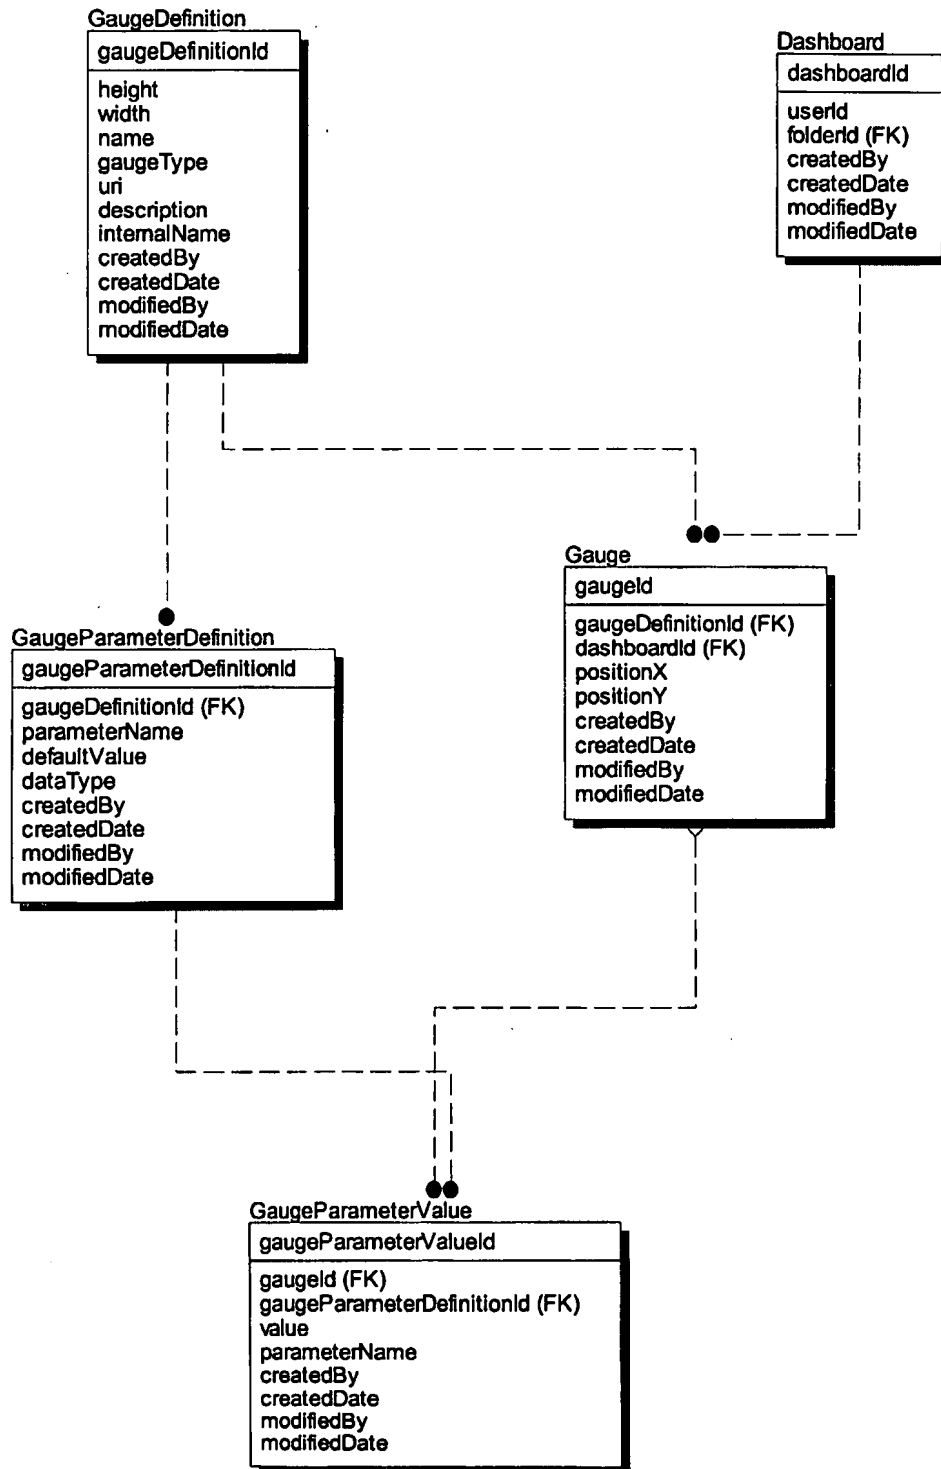 GaugeDefinition
gaugeDefinitionId
height
width
name
gaugeType
uri
description
internalName
createdBy
createdDate
modifiedBy
modifiedDate
Dashboard
dashboardId
userId
folderId (FK)
createdBy
createdDate
modifiedBy
modifiedDate
Gauge
gaugeId
gaugeDefinitionId (FK)
dashboardId (FK)
positionX
positionY
createdBy
createdDate
modifiedBy
modifiedDate
GaugeParameterDefinition
gaugeParameterDefinitionId
gaugeDefinitionId (FK)
parameterName
defaultValue
dataType
createdBy
createdDate
modifiedBy
modifiedDate
GaugeParameterValue
gaugeParameterValueId
gaugeId (FK)
gaugeParameterDefinitionId (FK)
value
parameterName
createdBy
createdDate
modifiedBy
modifiedDate